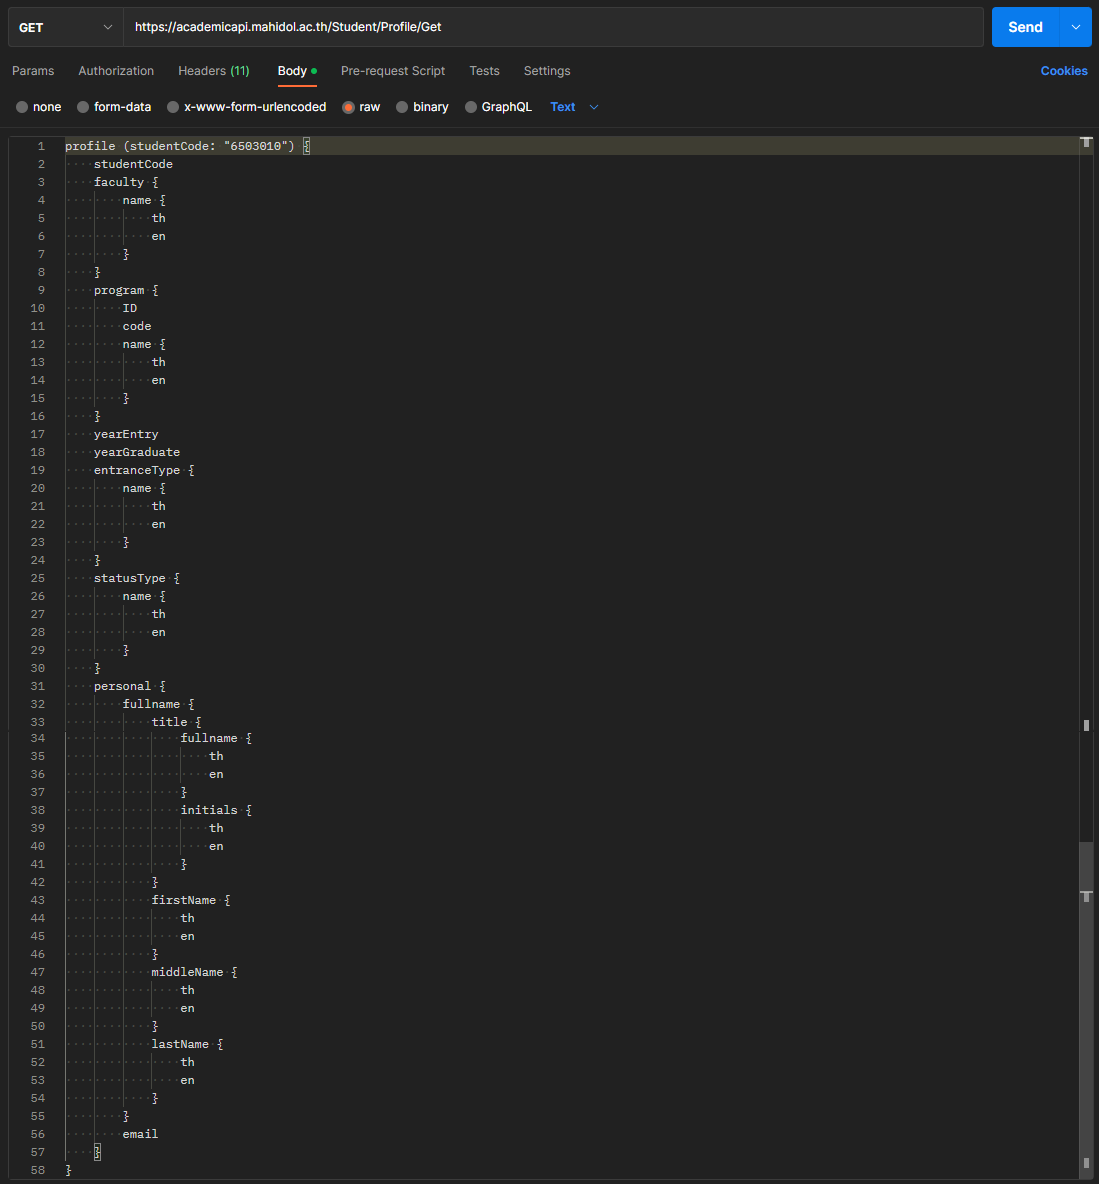 GET https://academicapi.mahidol.ac.th/Student/Profile/Get Send
Params Authorization Headers (11) Body Pre-request Script Tests Settings Cookies
none form-data x-www-form-urlencoded raw binary GraphQL Text
1 profile (studentCode: "6503010") {
2 studentCode
3 faculty {
4 name {
5 th
6 en
7 }
8 }
9 program {
10 ID
11 code
12 name {
13 th
14 en
15 }
16 }
17 yearEntry
18 yearGraduate
19 entranceType {
20 name {
21 th
22 en
23 }
24 }
25 statusType {
26 name {
27 th
28 en
29 }
30 }
31 personal {
32 fullname {
33 title {
34 fullname {
35 th
36 en
37 }
38 initials {
39 th
40 en
41 }
42 }
43 firstName {
44 th
45 en
46 }
47 middleName {
48 th
49 en
50 }
51 lastName {
52 th
53 en
54 }
55 }
56 email
57 }
58 }